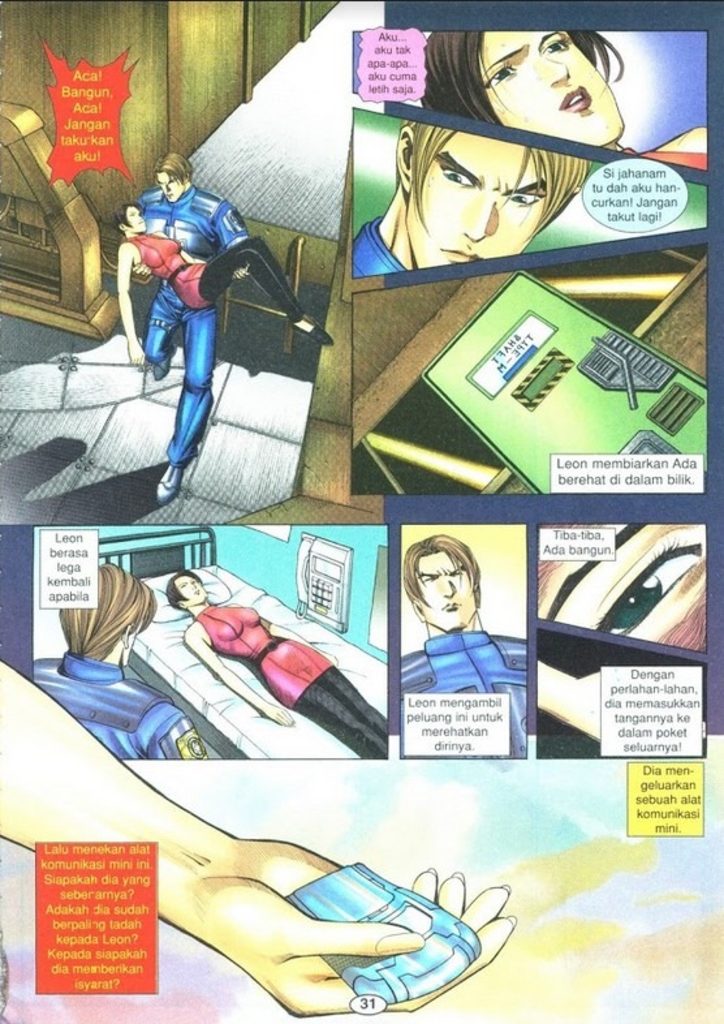 Aca!
Bangun,
Aca!
Jangan
takutkan
aku!
Aku...
aku tak
apa-apa...
aku cuma
letih saja.
Si jahanam
tu dah aku han-
curkan! Jangan
takut lagi!
BHAFT
TYPE-M
Leon membiarkan Ada
berehat di dalam bilik.
Leon
berasa
lega
kembali
apabila
Leon mengambil
peluang ini untuk
merehatkan
dirinya.
Tiba-tiba,
Ada bangun.
Dengan
perlahan-lahan,
dia memasukkan
tangannya ke
dalam poket
seluarnya!
Dia men-
geluarkan
sebuah alat
komunikasi
mini.
Lalu menekan alat
komunikasi mini ini.
Siapakah dia yang
sebenarnya?
Adakah dia sudah
berpaling tadah
kepada Leon?
Kepada siapakah
dia memberikan
isyarat?
31